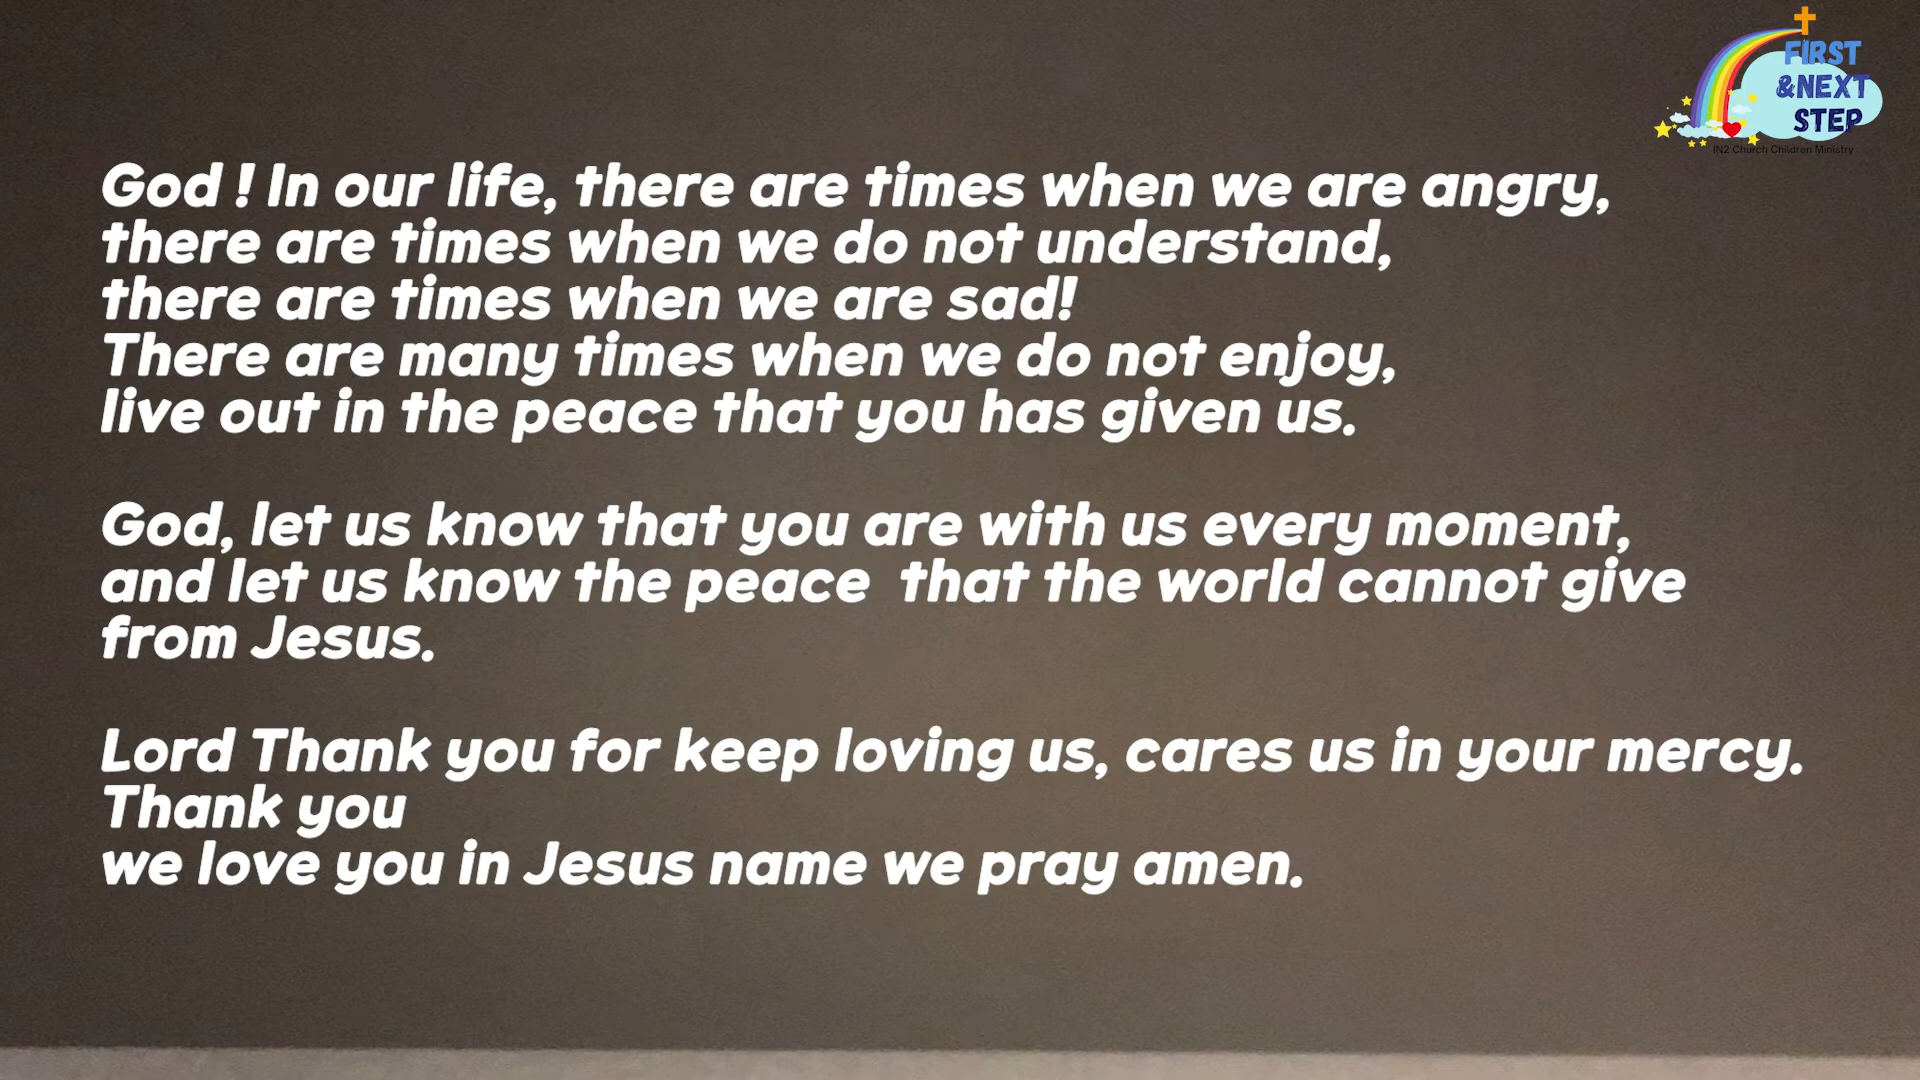 FIRST
&NEXT
STEP
IN2 Church Children Ministry
God ! In our life, there are times when we are angry,
there are times when we do not understand,
there are times when we are sad!
There are many times when we do not enjoy,
live out in the peace that you has given us.
God, let us know that you are with us every moment,
and let us know the peace  that the world cannot give
from Jesus.
Lord Thank you for keep loving us, cares us in your mercy.
Thank you
we love you in Jesus name we pray amen.